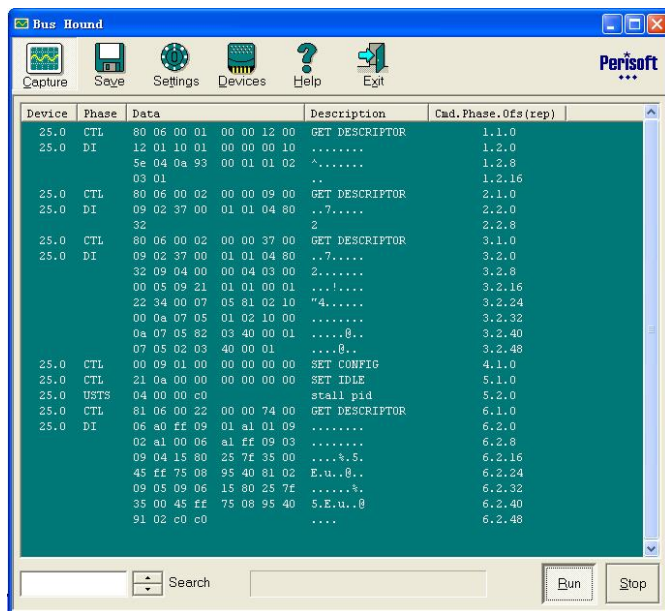 Bus Hound
Capture Save Settings Devices Help Exit
Perisoft
Device Phase Data Description Cmd.Phase.Ofs(rep)
25.0 CTL 80 06 00 01 00 00 12 00 GET DESCRIPTOR 1.1.0
25.0 DI 12 01 10 01 00 00 00 10 ........ 1.2.0
5e 04 0a 93 00 01 01 02 ^....... 1.2.8
03 01 .. 1.2.16
25.0 CTL 80 06 00 02 00 00 09 00 GET DESCRIPTOR 2.1.0
25.0 DI 09 02 37 00 01 01 04 80 ..7..... 2.2.0
32 2 2.2.8
25.0 CTL 80 06 00 02 00 00 37 00 GET DESCRIPTOR 3.1.0
25.0 DI 09 02 37 00 01 01 04 80 ..7..... 3.2.0
32 09 04 00 00 04 03 00 2....... 3.2.8
00 05 09 21 01 01 00 01 ...!.... 3.2.16
22 34 00 07 05 81 02 10 "4...... 3.2.24
00 0a 07 05 01 02 10 00 ........ 3.2.32
0a 07 05 82 03 40 00 01 .....@.. 3.2.40
07 05 02 03 40 00 01 ....@.. 3.2.48
25.0 CTL 00 09 01 00 00 00 00 00 SET CONFIG 4.1.0
25.0 CTL 21 0a 00 00 00 00 00 00 SET IDLE 5.1.0
25.0 USTS 04 00 00 c0 stall pid 5.2.0
25.0 CTL 81 06 00 22 00 00 74 00 GET DESCRIPTOR 6.1.0
25.0 DI 06 a0 ff 09 01 a1 01 09 ........ 6.2.0
02 a1 00 06 a1 ff 09 03 ........ 6.2.8
09 04 15 80 25 7f 35 00 ....%.5. 6.2.16
45 ff 75 08 95 40 81 02 E.u..@.. 6.2.24
09 05 09 06 15 80 25 7f ......%. 6.2.32
35 00 45 ff 75 08 95 40 5.E.u..@ 6.2.40
91 02 c0 c0 .... 6.2.48
Search Run Stop